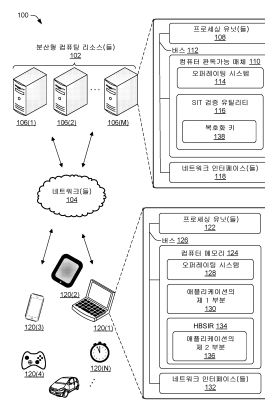 100
분산형 컴퓨팅 리소스(들)
102
106(1)
106(2)
106(M)
네트워크(들)
104
120(1)
120(2)
120(3)
120(4)
120(N)
프로세싱 유닛(들)
108
버스 112
컴퓨터 판독가능 매체 110
오퍼레이팅 시스템
114
SIT 검증 유틸리티
116
복호화 키
138
네트워크 인터페이스(들)
118
프로세싱 유닛(들)
122
버스 126
컴퓨터 메모리 124
오퍼레이팅 시스템
128
애플리케이션의
제 1 부분
130
HBSIR 134
애플리케이션의
제 2 부분
136
네트워크 인터페이스(들)
132